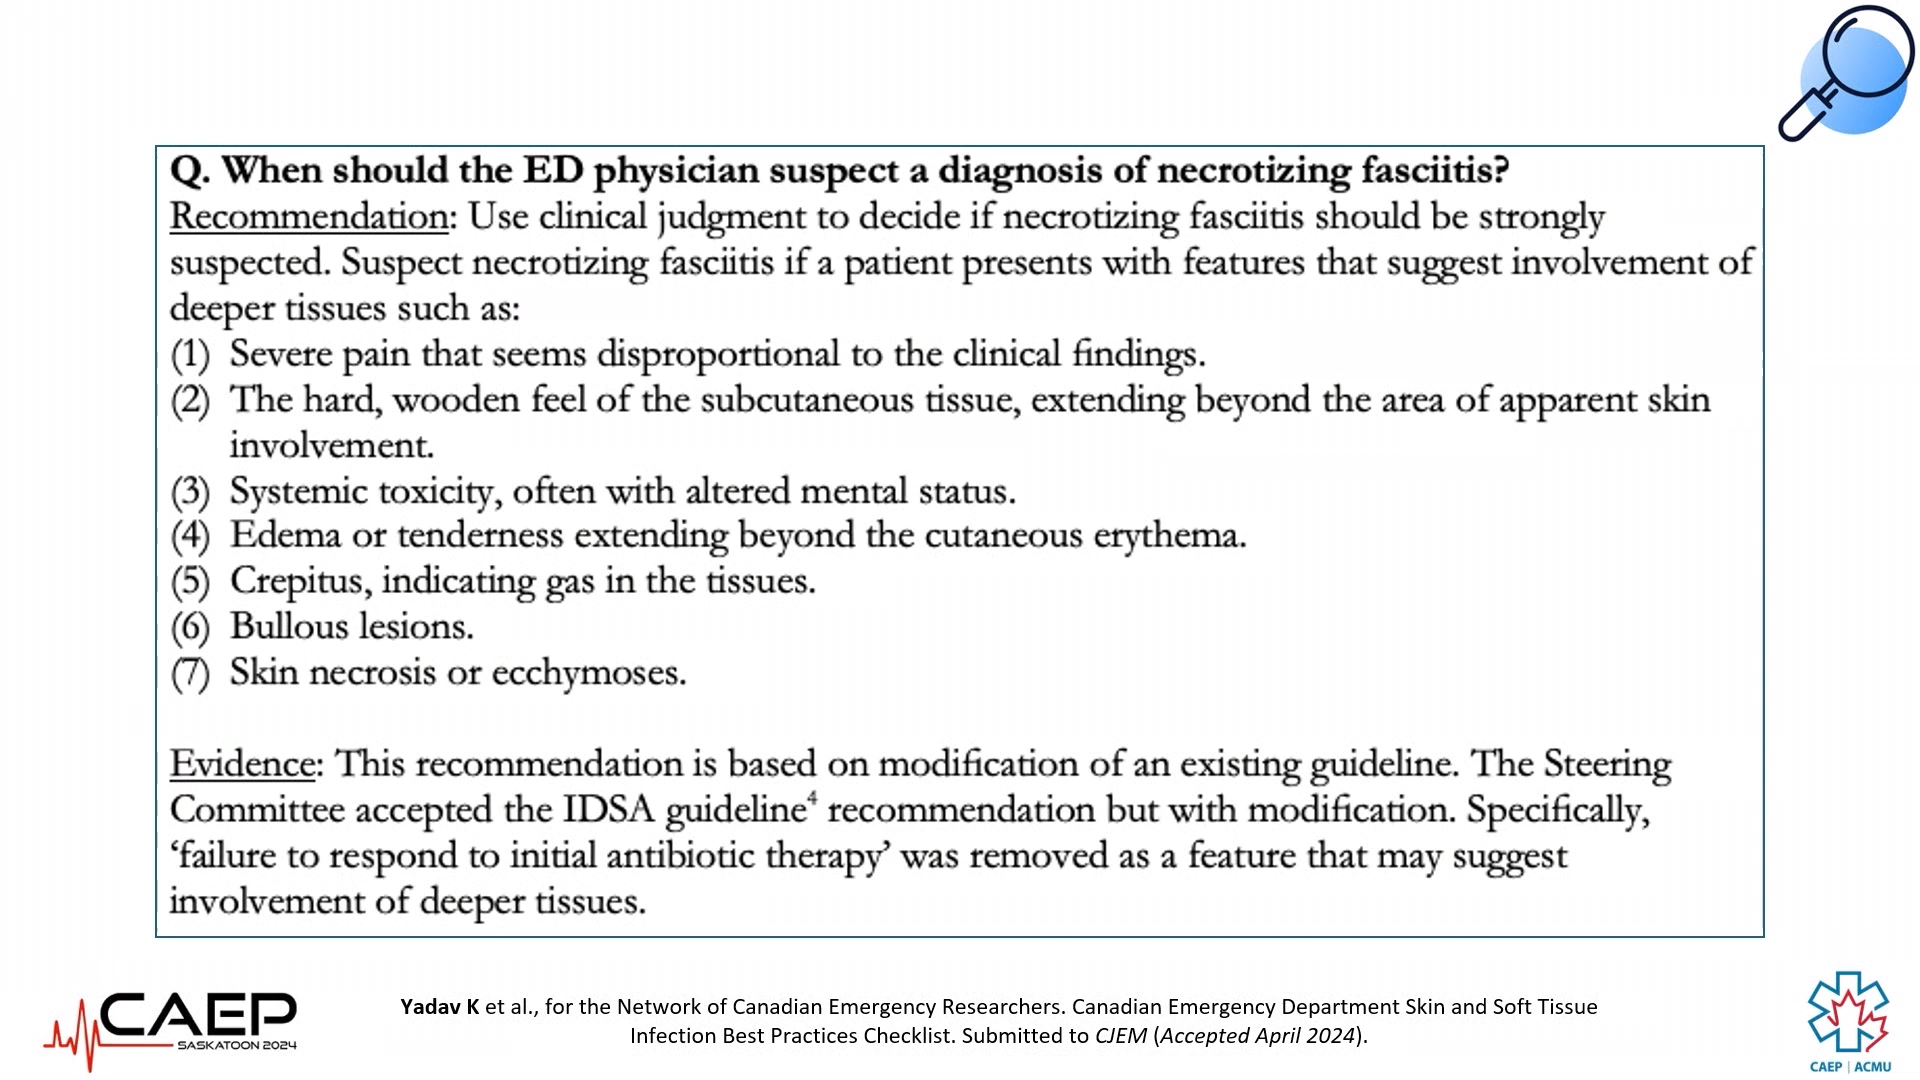 Q. When should the ED physician suspect a diagnosis of necrotizing fasciitis?
Recommendation: Use clinical judgment to decide if necrotizing fasciitis should be strongly
suspected. Suspect necrotizing fasciitis if a patient presents with features that suggest involvement of
deeper tissues such as:
(1) Severe pain that seems disproportional to the clinical findings.
(2) The hard, wooden feel of the subcutaneous tissue, extending beyond the area of apparent skin
involvement.
(3) Systemic toxicity, often with altered mental status.
(4) Edema or tenderness extending beyond the cutaneous erythema.
(5) Crepitus, indicating gas in the tissues.
(6) Bullous lesions.
(7) Skin necrosis or ecchymoses.
Evidence: This recommendation is based on modification of an existing guideline. The Steering
Committee accepted the IDSA guideline⁴ recommendation but with modification. Specifically,
‘failure to respond to initial antibiotic therapy’ was removed as a feature that may suggest
involvement of deeper tissues.
CAEP
SASKATOON 2024
Yadav K et al., for the Network of Canadian Emergency Researchers. Canadian Emergency Department Skin and Soft Tissue
Infection Best Practices Checklist. Submitted to CJEM (Accepted April 2024).
CAEP | ACMU